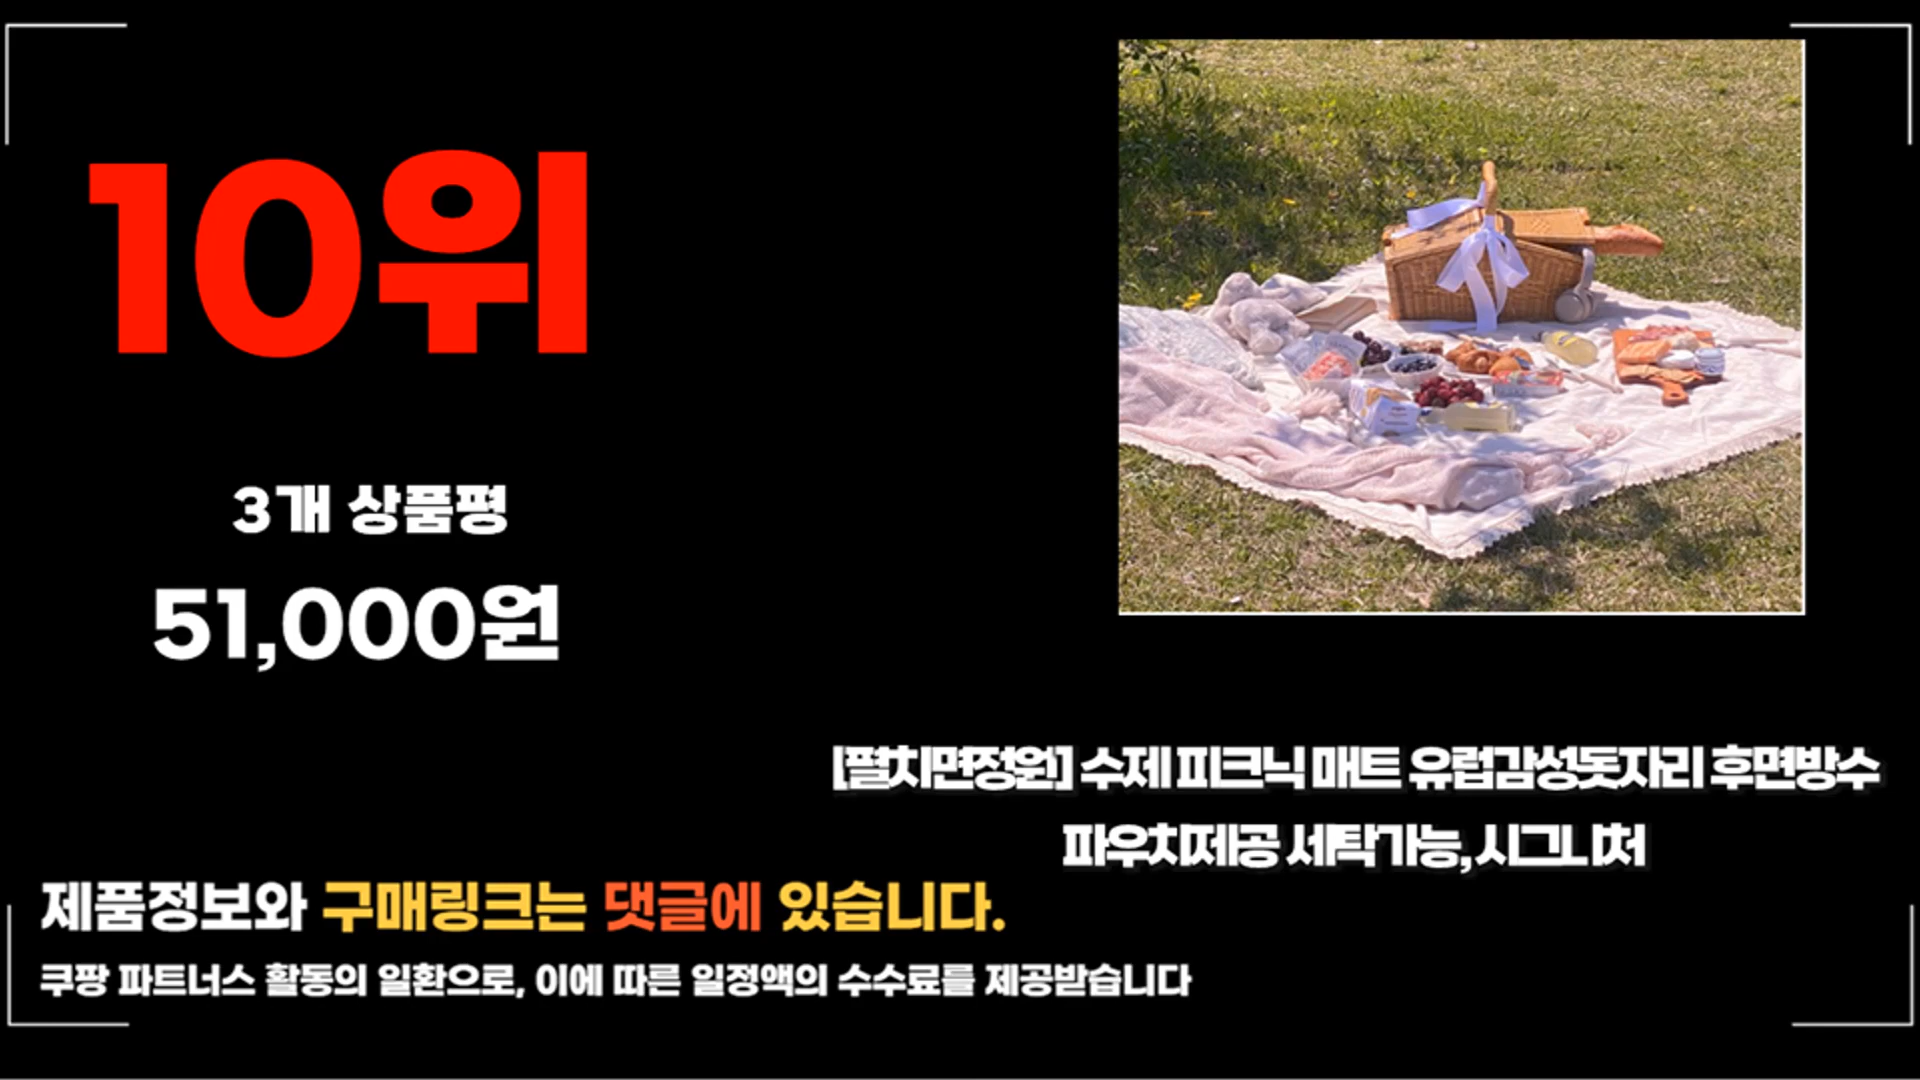 10위
3개 상품평
51,000원
[펼치면정원] 수제 피크닉 매트 유럽감성돗자리 후면방수
파우치제공 세탁가능, 시그니처
제품정보와 구매링크는 댓글에 있습니다.
쿠팡 파트너스 활동의 일환으로, 이에 따른 일정액의 수수료를 제공받습니다